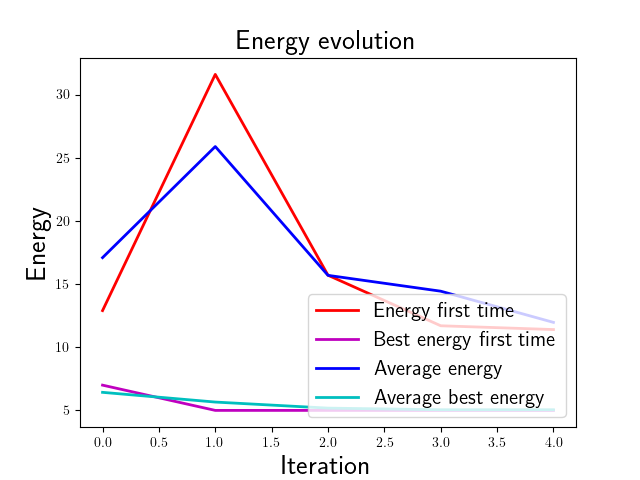 Energy evolution
Energy
30
25
20
15
10
5
Energy first time
Best energy first time
Average energy
Average best energy
0.0 0.5 1.0 1.5 2.0 2.5 3.0 3.5 4.0
Iteration